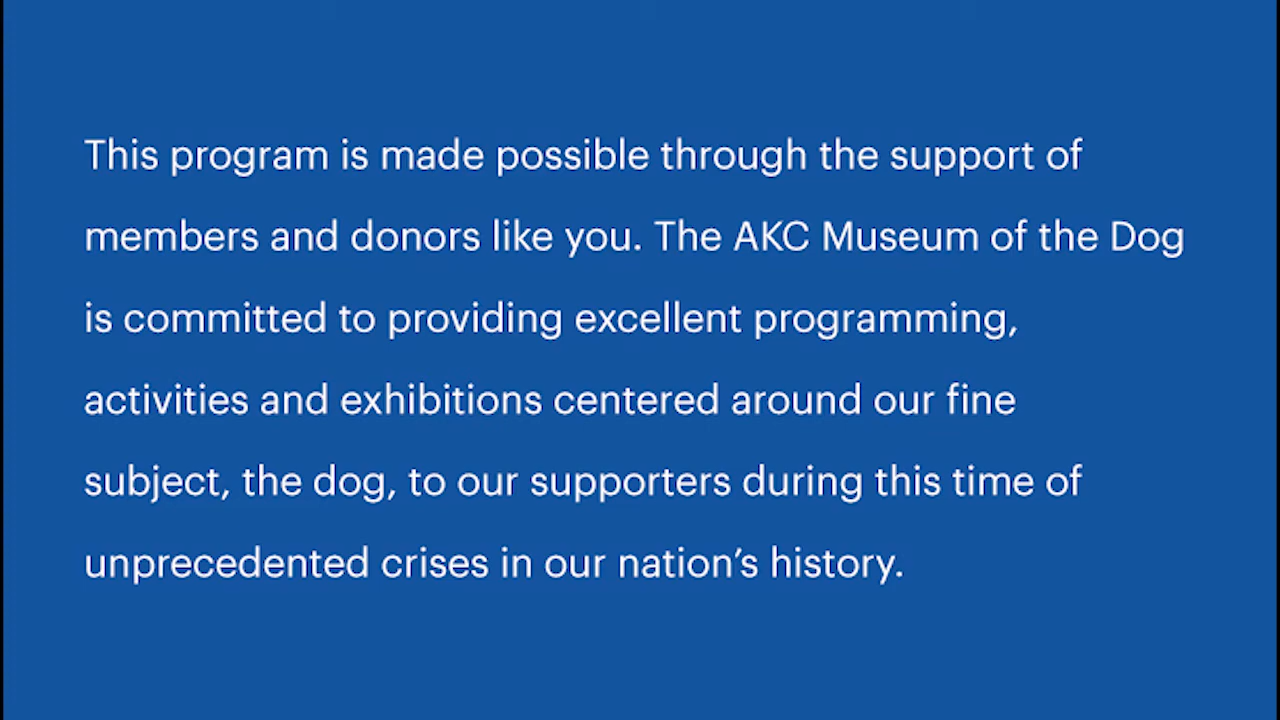 This program is made possible through the support of
members and donors like you. The AKC Museum of the Dog
is committed to providing excellent programming,
activities and exhibitions centered around our fine
subject, the dog, to our supporters during this time of
unprecedented crises in our nation’s history.